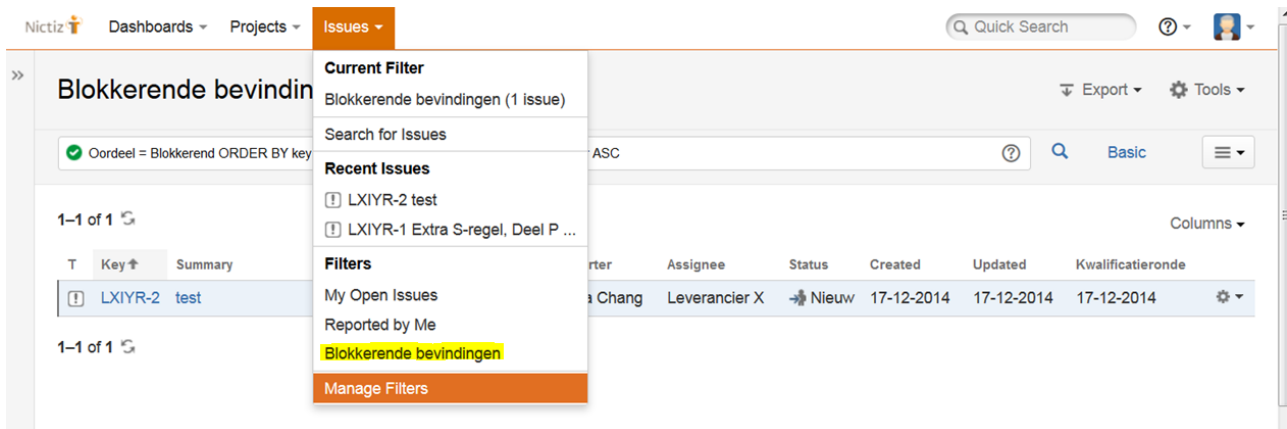 Nictiz Dashboards Projects Issues Quick Search
Current Filter
Blokkerende bevindin
Blokkerende bevindingen (1 issue)
Export Tools
Search for Issues
Oordeel = Blokkerend ORDER BY key ASC Basic
Recent Issues
LXIYR-2 test
1–1 of 1
LXIYR-1 Extra S-regel, Deel P ...
Columns
T Key Summary Filters rter Assignee Status Created Updated Kwalificatieronde
My Open Issues
LXIYR-2 test a Chang Leverancier X Nieuw 17-12-2014 17-12-2014 17-12-2014
Reported by Me
1–1 of 1
Blokkerende bevindingen
Manage Filters